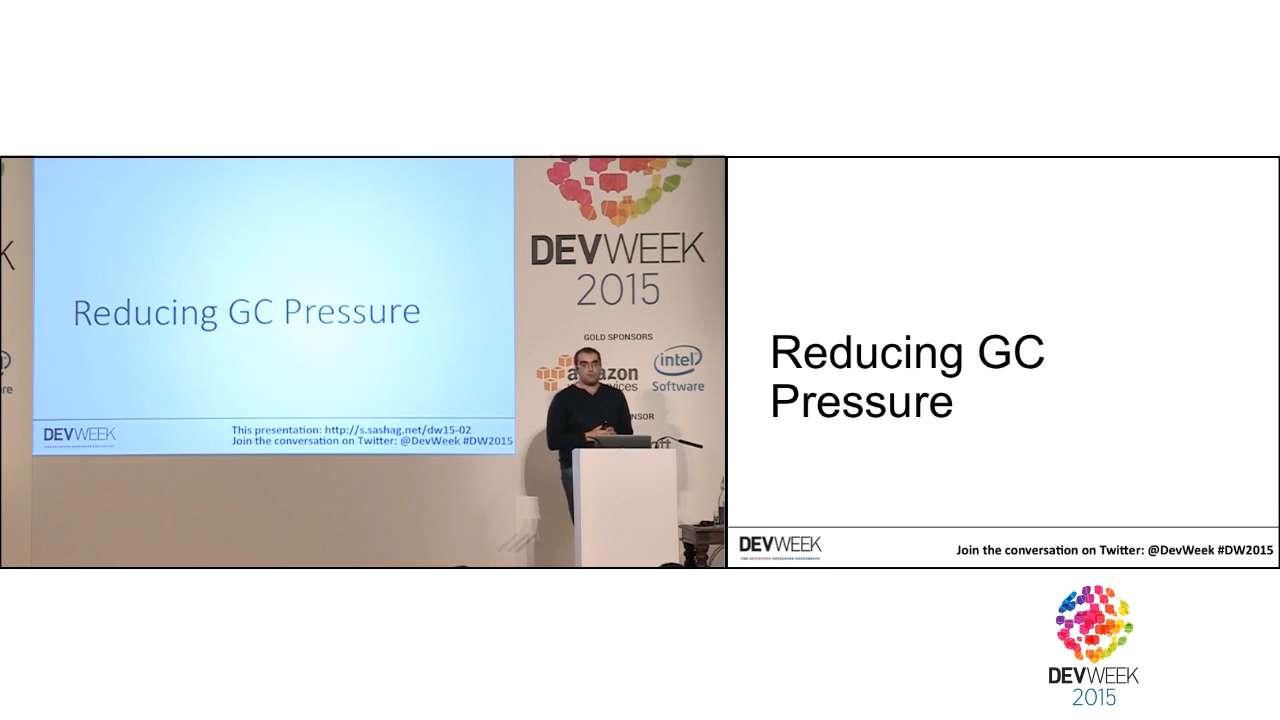 K
re
Reducing GC Pressure
DEVWEEK
This presentation: http://s.sashag.net/dw15-02
Join the conversation on Twitter: @DevWeek #DW2015
DEVWEEK
2015
GOLD SPONSORS
intel
Software
Reducing GC
Pressure
DEVWEEK
Join the conversation on Twitter: @DevWeek #DW2015
DEVWEEK
2015